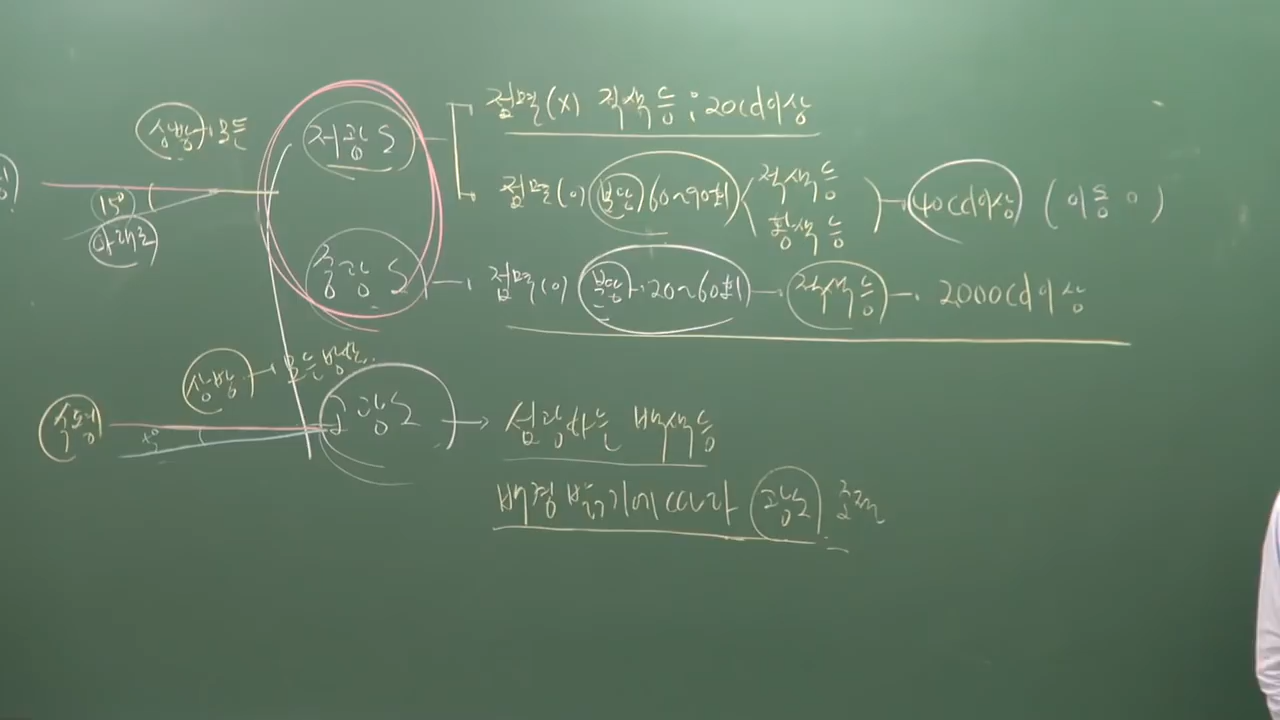 상방 → 모든
저광S
점멸(X) 적색등 : 20cd이상
15°
아래로
점멸(O) 분당 60~90회 적색등 황색등 → 40cd이상 (이동 O)
중광S → 점멸(O) 분당 · 20~60회 → 적색등 → 2000cd이상
상방 → 모든방향
수평
고광S → 섬광하는 백색등
배경밝기에 따라 광도 조절